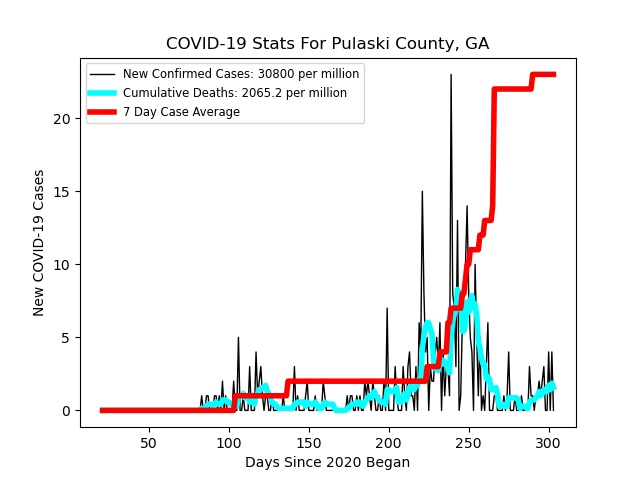 COVID-19 Stats For Pulaski County, GA
New Confirmed Cases: 30800 per million
Cumulative Deaths: 2065.2 per million
7 Day Case Average
New COVID-19 Cases
20
15
10
5
0
50 100 150 200 250 300
Days Since 2020 Began